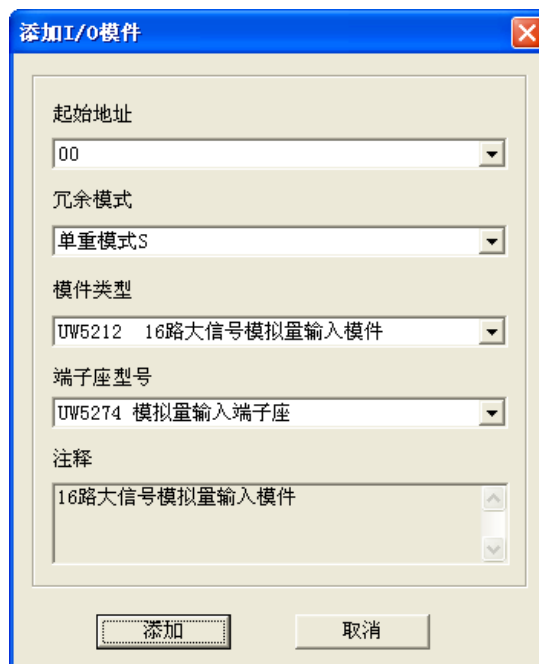 添加I/O模件
起始地址
00
冗余模式
单重模式S
模件类型
UW5212  16路大信号模拟量输入模件
端子座型号
UW5274 模拟量输入端子座
注释
16路大信号模拟量输入模件
添加 取消